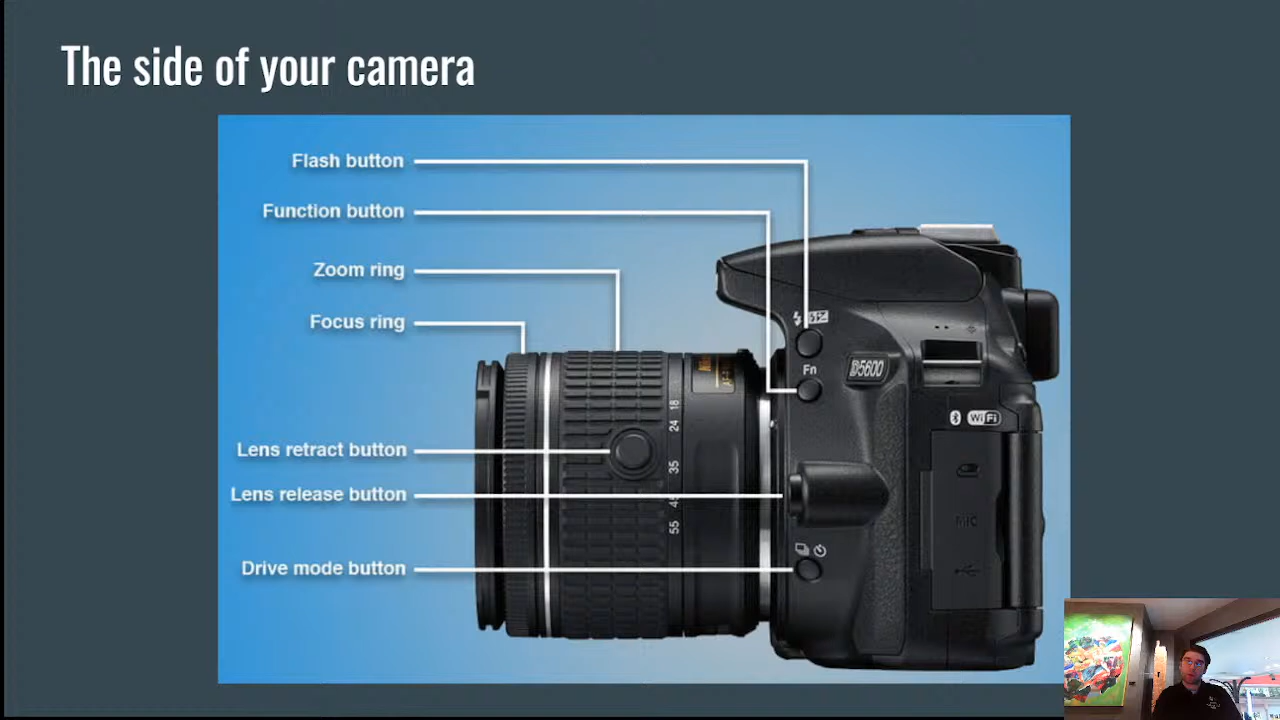 The side of your camera
Flash button
Function button
Zoom ring
Focus ring
Lens retract button
Lens release button
Drive mode button
Fn
D5600
WiFi
MIC
18
24
35
55